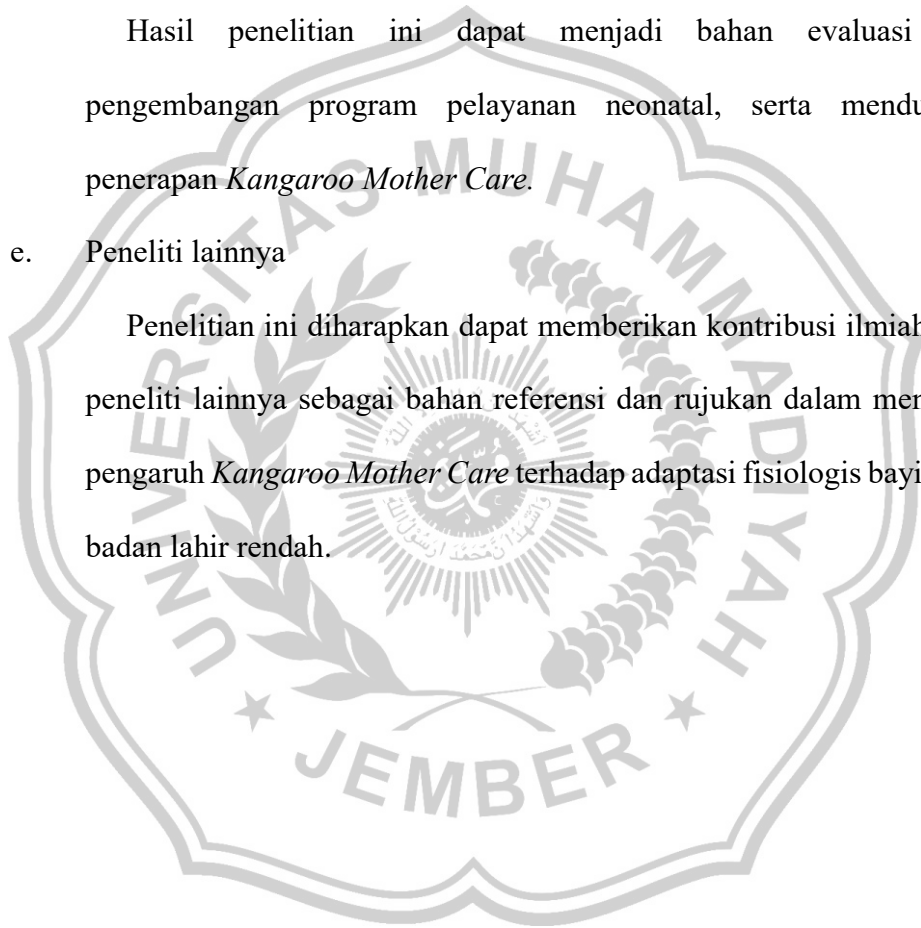 Hasil penelitian ini dapat menjadi bahan evaluasi
pengembangan program pelayanan neonatal, serta mendu
penerapan Kangaroo Mother Care.
e. Peneliti lainnya
Penelitian ini diharapkan dapat memberikan kontribusi ilmiah
peneliti lainnya sebagai bahan referensi dan rujukan dalam men
pengaruh Kangaroo Mother Care terhadap adaptasi fisiologis bayi
badan lahir rendah.
UNIVERSITAS MUHAMMADIYAH
JEMBER